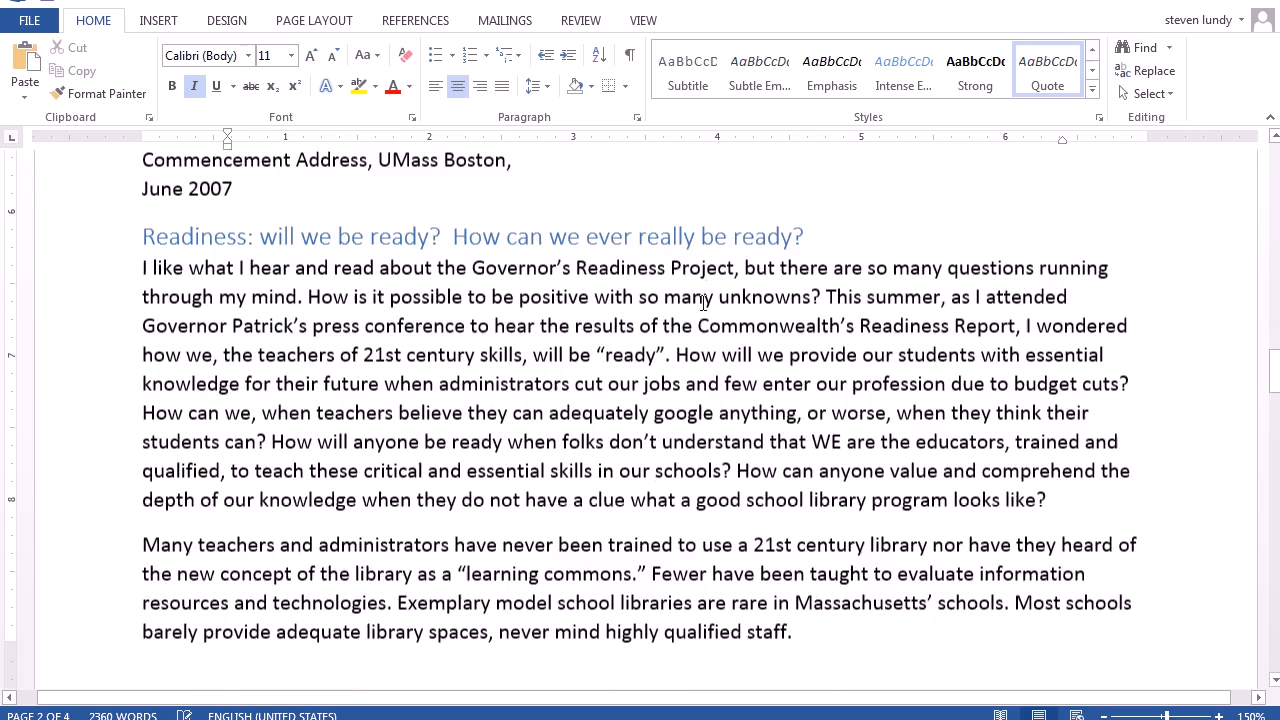 FILE HOME INSERT DESIGN PAGE LAYOUT REFERENCES MAILINGS REVIEW VIEW steven lundy
Paste
Cut
Copy
Format Painter
Clipboard
Calibri (Body) 11
Font
Paragraph
AaBbCcD AaBbCcDc AaBbCcDc AaBbCcDc AaBbCcDc AaBbCcDc
Subtitle Subtle Em... Emphasis Intense E... Strong Quote
Styles
Find
Replace
Select
Editing
1 2 3 4 5 6
6
7
8
Commencement Address, UMass Boston,
June 2007
Readiness: will we be ready? How can we ever really be ready?
I like what I hear and read about the Governor’s Readiness Project, but there are so many questions running
through my mind. How is it possible to be positive with so many unknowns? This summer, as I attended
Governor Patrick’s press conference to hear the results of the Commonwealth’s Readiness Report, I wondered
how we, the teachers of 21st century skills, will be “ready”. How will we provide our students with essential
knowledge for their future when administrators cut our jobs and few enter our profession due to budget cuts?
How can we, when teachers believe they can adequately google anything, or worse, when they think their
students can? How will anyone be ready when folks don’t understand that WE are the educators, trained and
qualified, to teach these critical and essential skills in our schools? How can anyone value and comprehend the
depth of our knowledge when they do not have a clue what a good school library program looks like?
Many teachers and administrators have never been trained to use a 21st century library nor have they heard of
the new concept of the library as a “learning commons.” Fewer have been taught to evaluate information
resources and technologies. Exemplary model school libraries are rare in Massachusetts’ schools. Most schools
barely provide adequate library spaces, never mind highly qualified staff.
PAGE 2 OF 4 2360 WORDS ENGLISH (UNITED STATES) 150%